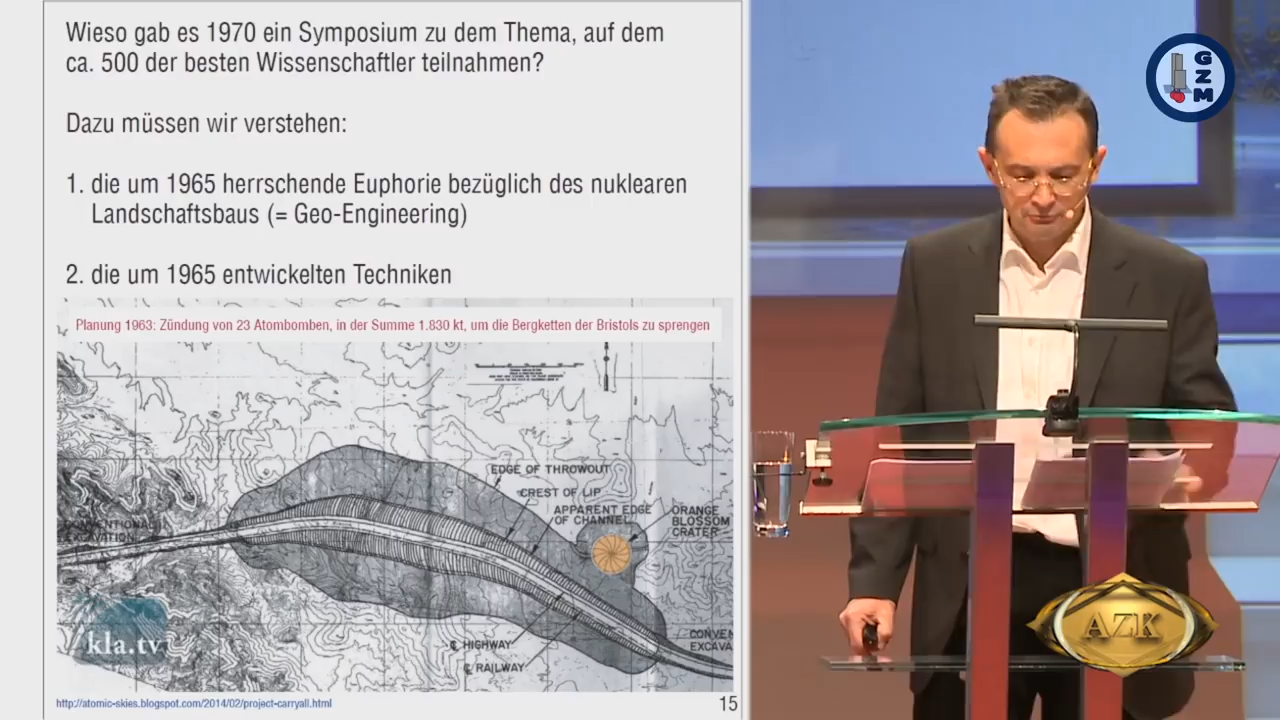 Wieso gab es 1970 ein Symposium zu dem Thema, auf dem
ca. 500 der besten Wissenschaftler teilnahmen?
Dazu müssen wir verstehen:
1. die um 1965 herrschende Euphorie bezüglich des nuklearen
Landschaftsbaus (= Geo-Engineering)
2. die um 1965 entwickelten Techniken
Planung 1963: Zündung von 23 Atombomben, in der Summe 1.830 kt, um die Bergketten der Bristols zu sprengen
EDGE OF THROWOUT
CREST OF LIP
APPARENT EDGE
OF CHANNEL
ORANGE
BLOSSOM
CRATER
CONVENTIONAL
EXCAVATION
HIGHWAY
RAILWAY
CONVEN
EXCAVA
kla.tv
http://atomic-skies.blogspot.com/2014/02/project-carryall.html
15
GZM
AZK